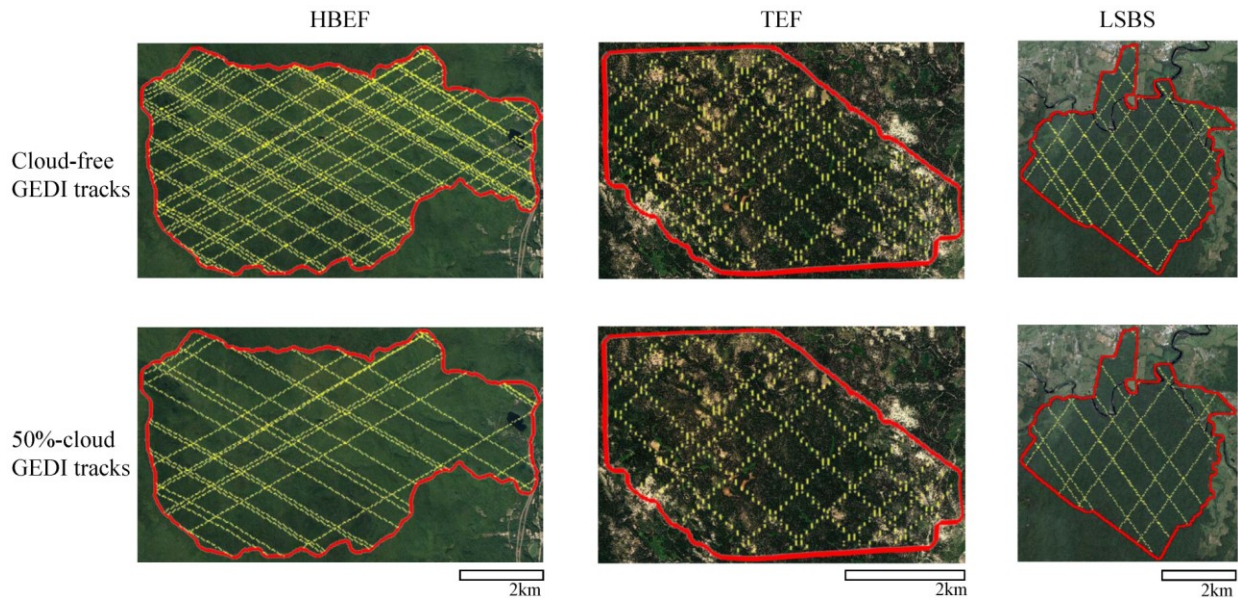 HBEF
TEF
LSBS
Cloud-free
GEDI tracks
50%-cloud
GEDI tracks
2km
2km
2km